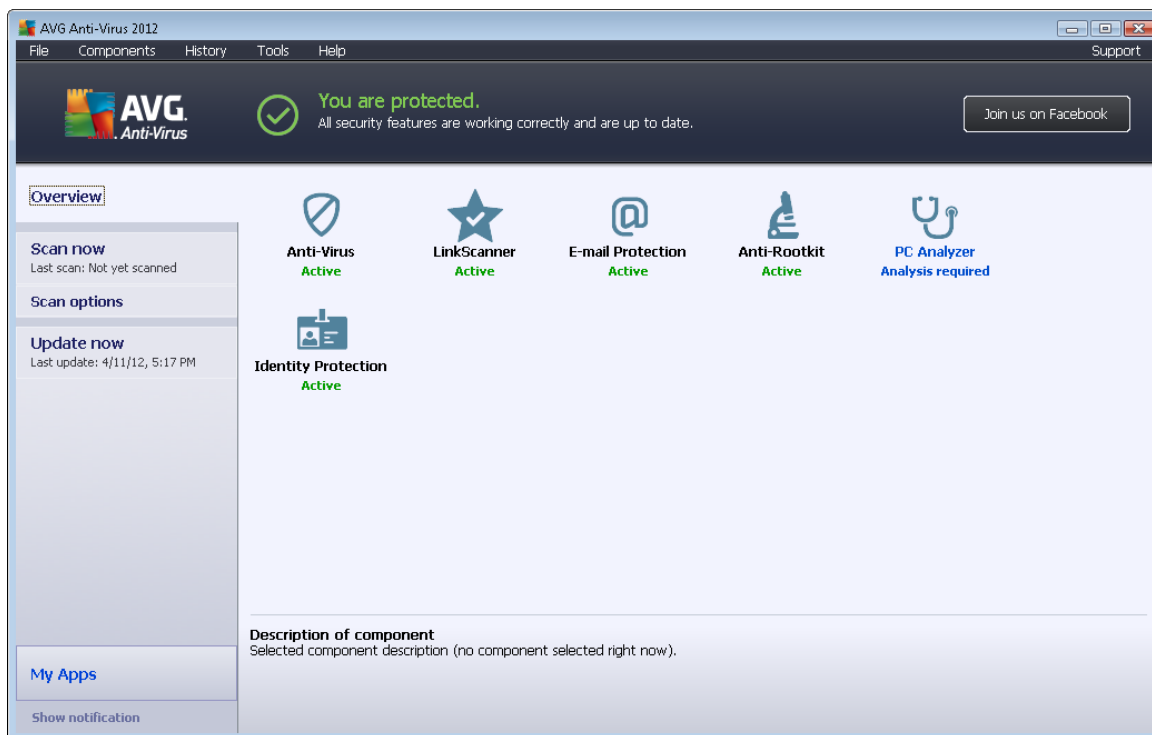 AVG Anti-Virus 2012
File Components History Tools Help Support
AVG.
Anti-Virus
You are protected.
All security features are working correctly and are up to date.
Join us on Facebook
Overview
Scan now
Last scan: Not yet scanned
Scan options
Update now
Last update: 4/11/12, 5:17 PM
Anti-Virus
Active
LinkScanner
Active
E-mail Protection
Active
Anti-Rootkit
Active
PC Analyzer
Analysis required
Identity Protection
Active
Description of component
Selected component description (no component selected right now).
My Apps
Show notification